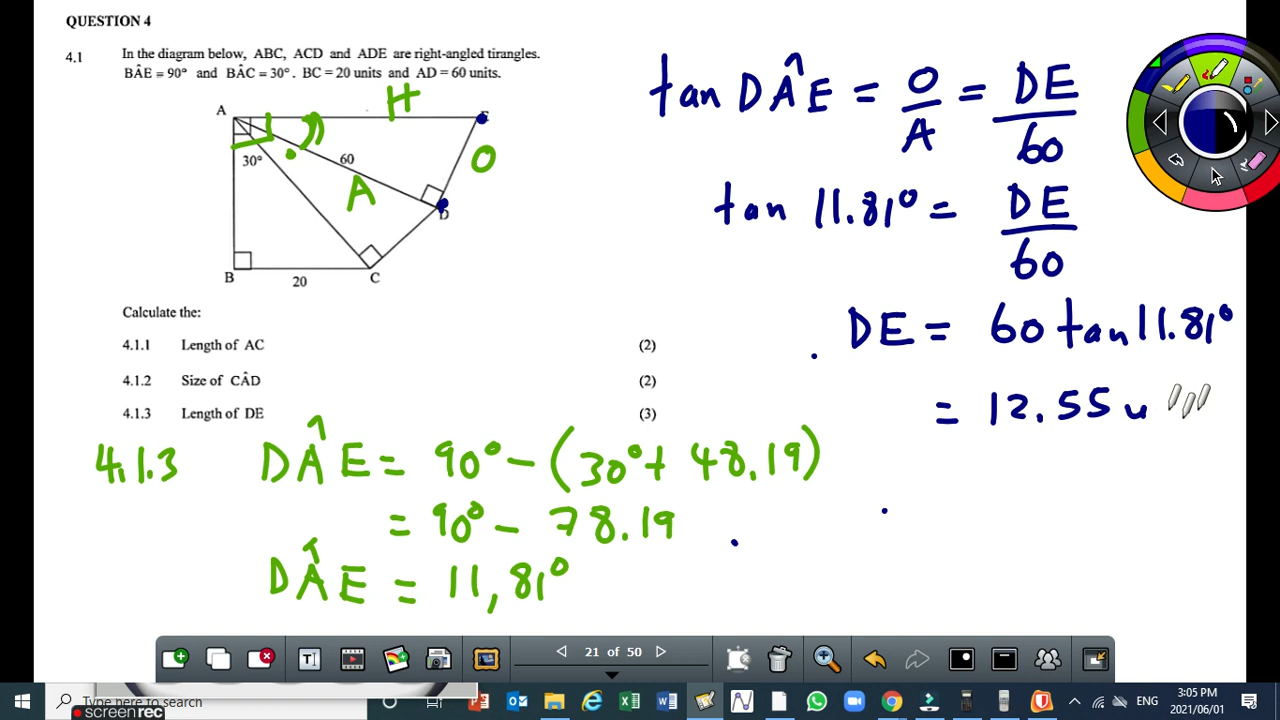 QUESTION 4
4.1 In the diagram below, ABC, ACD and ADE are right-angled tirangles.
BÂE = 90° and BÂC = 30°. BC = 20 units and AD = 60 units.
A
H
E
30°
60
O
A
D
B
20
C
Calculate the:
4.1.1 Length of AC (2)
4.1.2 Size of CÂD (2)
4.1.3 Length of DE (3)
4.1.3 DÂE = 90° - (30° + 48.19)
= 90° - 78.19
DÂE = 11,81°
tan DÂE = O/A = DE/60
tan 11.81° = DE/60
DE = 60 tan 11.81°
= 12.55 u
21 of 50
Type here to search
ENG
3:05 PM
2021/06/01
screenrec